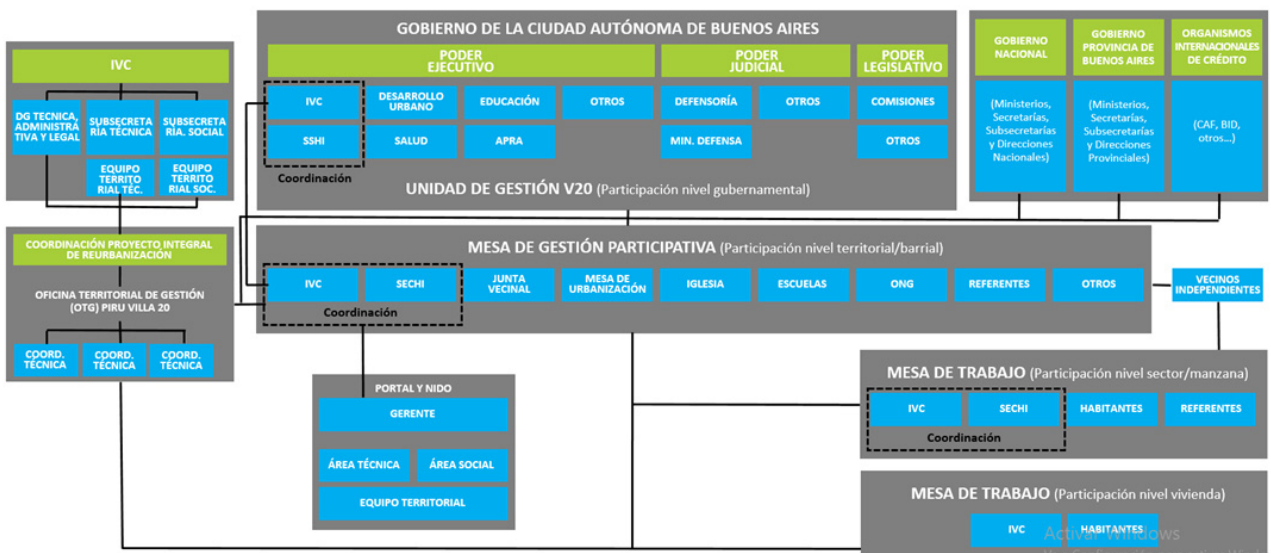 IVC
DG TECNICA,
ADMINISTRA
TIVA Y LEGAL
SUBSECRETA
RÍA TÉCNICA
SUBSECRETA
RÍA. SOCIAL
EQUIPO
TERRITO
RIAL TÉC.
EQUIPO
TERRITO
RIAL SOC.
COORDINACIÓN PROYECTO INTEGRAL
DE REURBANIZACIÓN
OFICINA TERRITORIAL DE GESTIÓN
(OTG) PIRU VILLA 20
COORD.
TÉCNICA
COORD.
TÉCNICA
COORD.
TÉCNICA
GOBIERNO DE LA CIUDAD AUTÓNOMA DE BUENOS AIRES
PODER
EJECUTIVO
PODER
JUDICIAL
PODER
LEGISLATIVO
IVC
DESARROLLO
URBANO
EDUCACIÓN
OTROS
DEFENSORÍA
OTROS
COMISIONES
SSHI
SALUD
APRA
MIN. DEFENSA
OTROS
Coordinación
UNIDAD DE GESTIÓN V20 (Participación nivel gubernamental)
GOBIERNO
NACIONAL
GOBIERNO
PROVINCIA DE
BUENOS AIRES
ORGANISMOS
INTERNACIONALES
DE CRÉDITO
(Ministerios,
Secretarías,
Subsecretarías
y Direcciones
Nacionales)
(Ministerios,
Secretarías,
Subsecretarías
y Direcciones
Provinciales)
(CAF, BID,
otros...)
MESA DE GESTIÓN PARTICIPATIVA (Participación nivel territorial/barrial)
IVC
SECHI
JUNTA
VECINAL
MESA DE
URBANIZACIÓN
IGLESIA
ESCUELAS
ONG
REFERENTES
OTROS
Coordinación
VECINOS
INDEPENDIENTES
PORTAL Y NIDO
GERENTE
ÁREA TÉCNICA
ÁREA SOCIAL
EQUIPO TERRITORIAL
MESA DE TRABAJO (Participación nivel sector/manzana)
IVC
SECHI
HABITANTES
REFERENTES
Coordinación
MESA DE TRABAJO (Participación nivel vivienda)
IVC
HABITANTES
Activar Windows